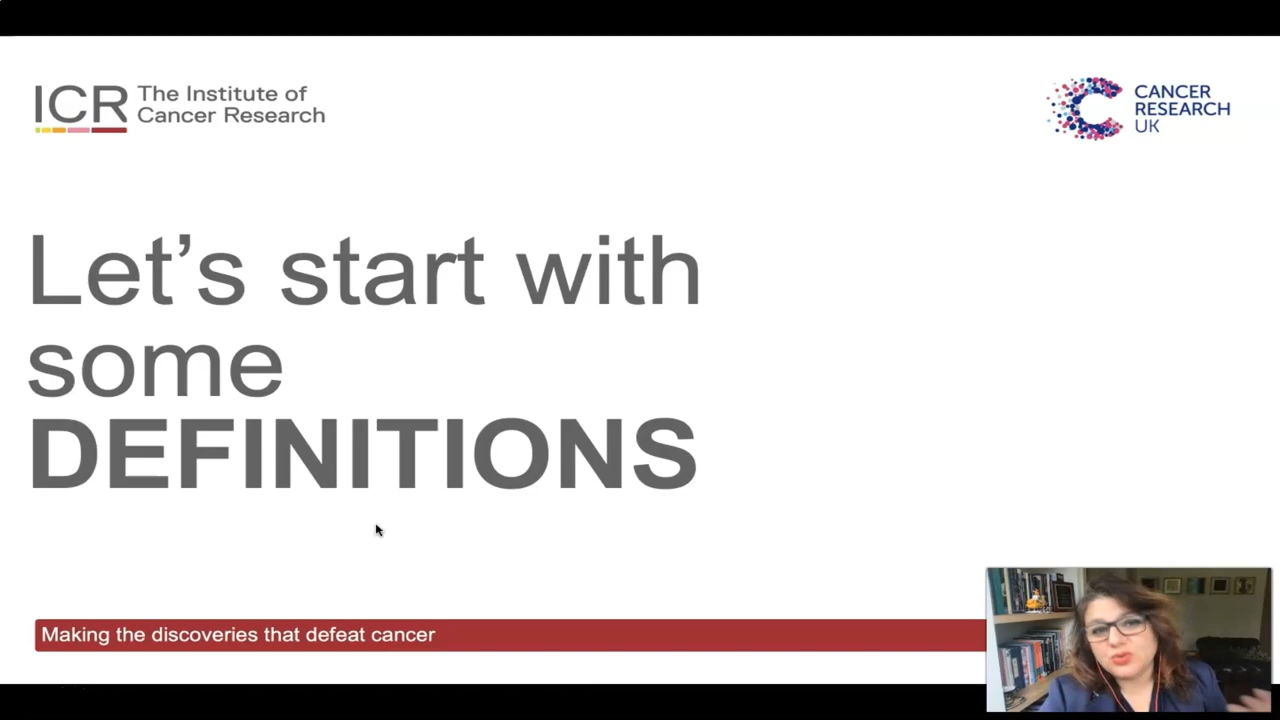 ICR The Institute of
Cancer Research
CANCER
RESEARCH
UK
Let’s start with
some
DEFINITIONS
Making the discoveries that defeat cancer